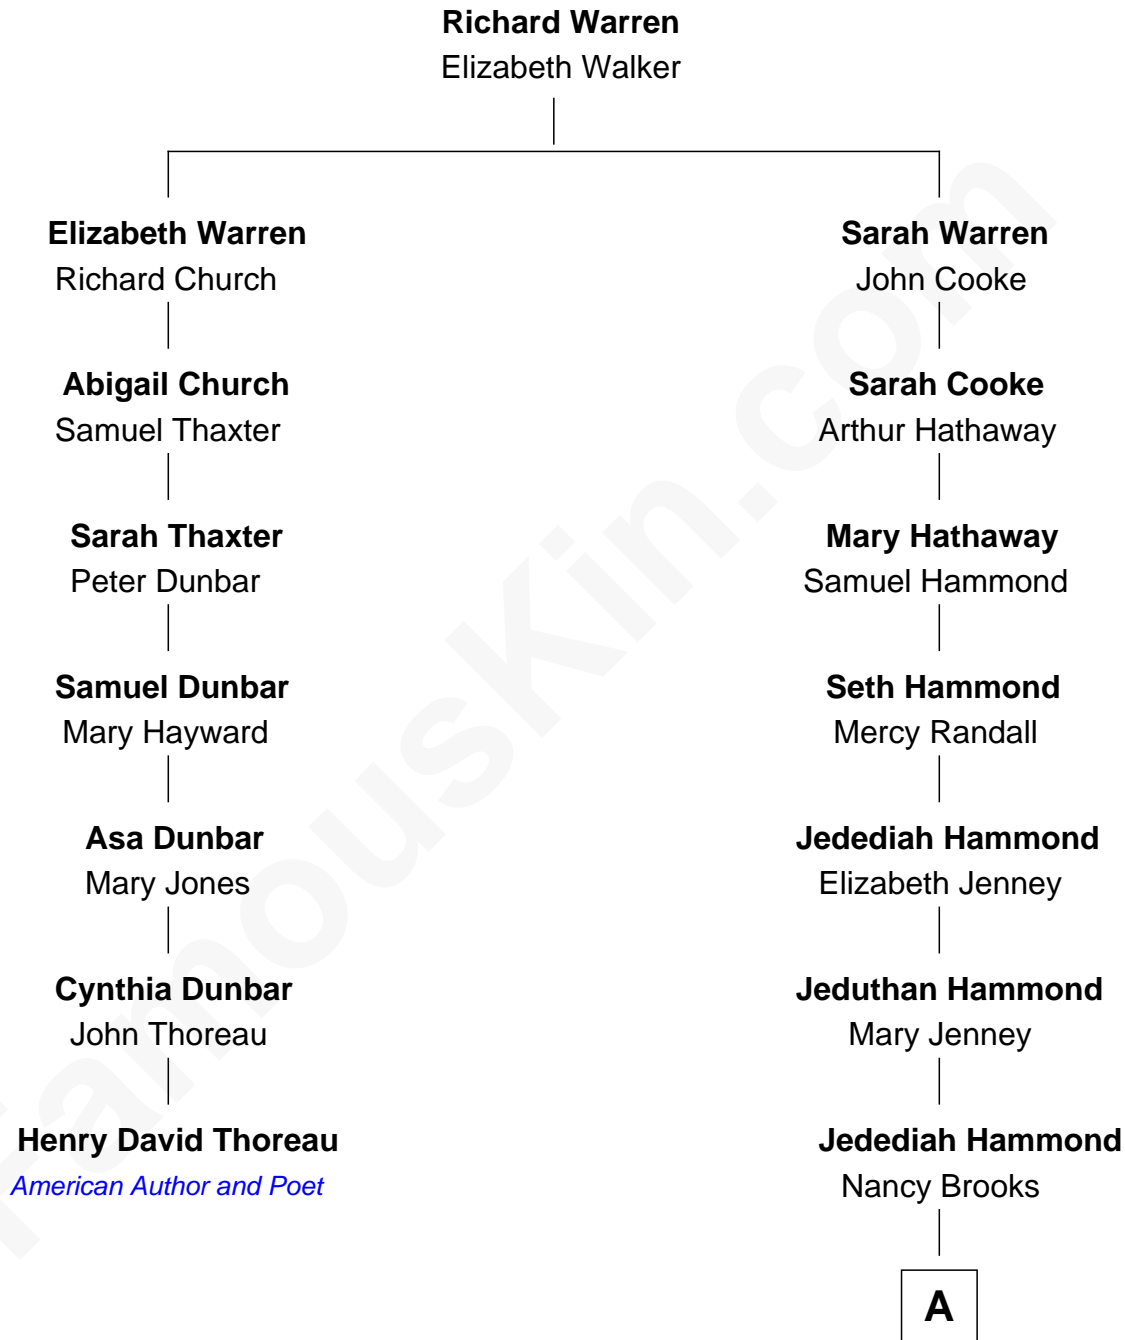 Richard Warren
Elizabeth Walker
Elizabeth Warren
Richard Church
Abigail Church
Samuel Thaxter
Sarah Thaxter
Peter Dunbar
Samuel Dunbar
Mary Hayward
Asa Dunbar
Mary Jones
Cynthia Dunbar
John Thoreau
Henry David Thoreau
American Author and Poet
Sarah Warren
John Cooke
Sarah Cooke
Arthur Hathaway
Mary Hathaway
Samuel Hammond
Seth Hammond
Mercy Randall
Jedediah Hammond
Elizabeth Jenney
Jeduthan Hammond
Mary Jenney
Jedediah Hammond
Nancy Brooks
A
FamousKin.com